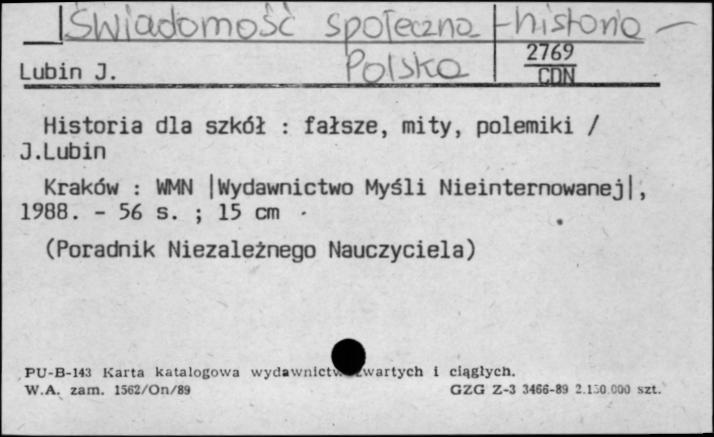 Świadomość społeczna - historia -
Polska
2769
CDN
Lubin J.
Historia dla szkół : fałsze, mity, polemiki /
J.Lubin
Kraków : WMN |Wydawnictwo Myśli Nieinternowanej|,
1988. - 56 s. ; 15 cm
(Poradnik Niezależnego Nauczyciela)
PU-B-143 Karta katalogowa wydawnictw zwartych i ciągłych.
W.A. zam. 1562/On/89 GZG Z-3 3466-89 2.150.000 szt.